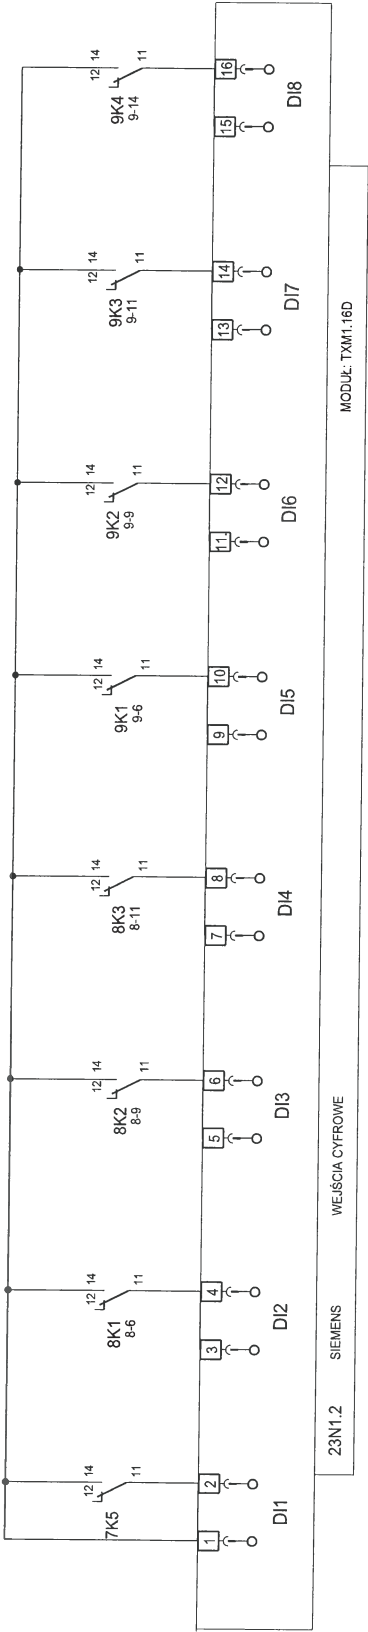 12 14
11
7K5
1
2
DI1
12 14
11
8K1
8-6
3
4
DI2
12 14
11
8K2
8-9
5
6
DI3
12 14
11
8K3
8-11
7
8
DI4
12 14
11
9K1
9-6
9
10
DI5
12 14
11
9K2
9-9
11
12
DI6
12 14
11
9K3
9-11
13
14
DI7
12 14
11
9K4
9-14
15
16
DI8
23N1.2 SIEMENS WEJŚCIA CYFROWE MODUŁ: TXM1.16D